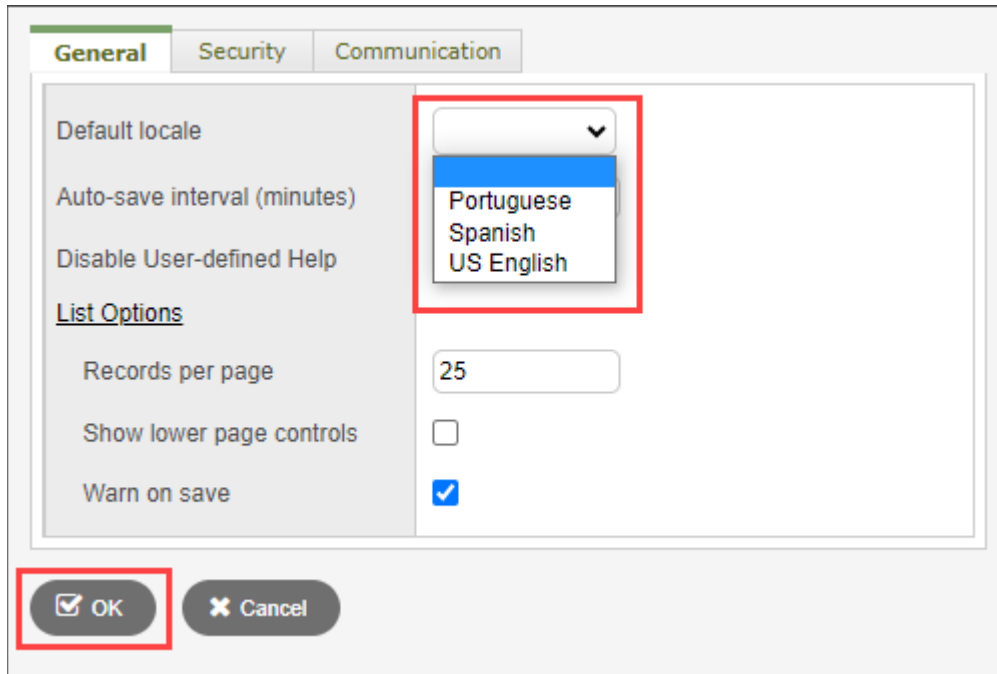 General Security Communication
Default locale
Portuguese
Spanish
US English
Auto-save interval (minutes)
Disable User-defined Help
List Options
Records per page 25
Show lower page controls
Warn on save
OK Cancel